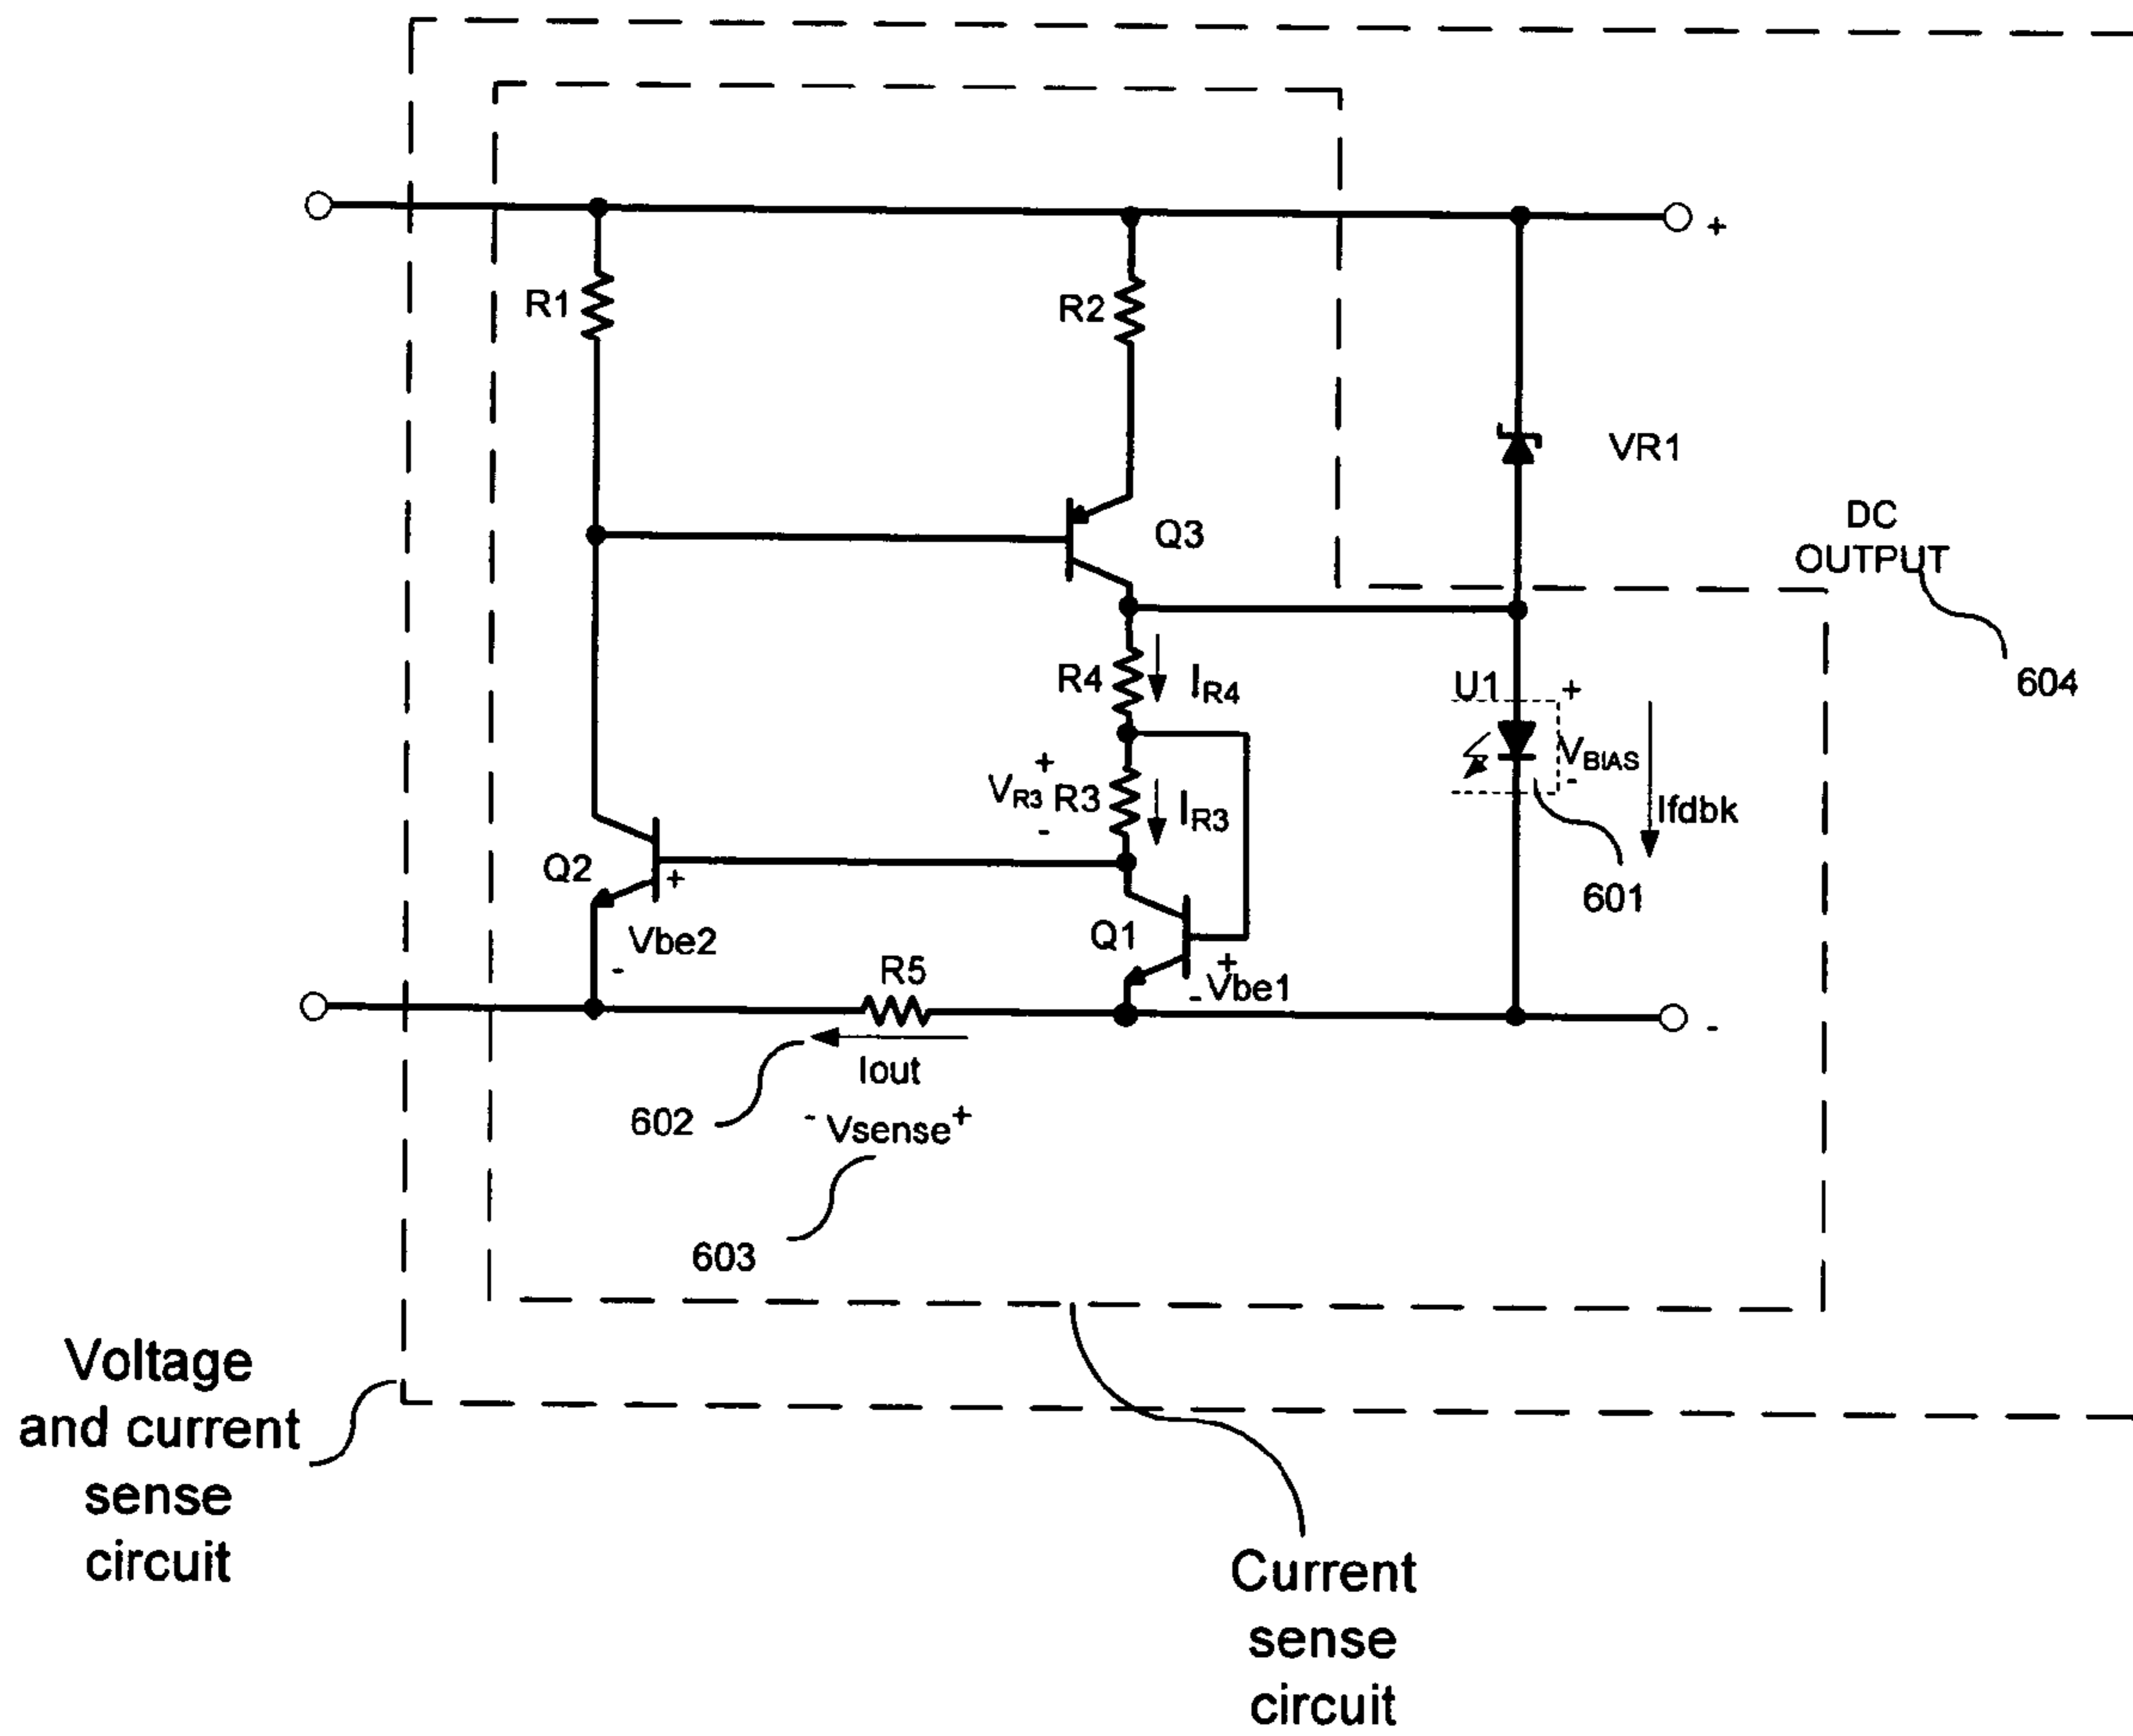 +
R1
R2
VR1
Q3
DC
OUTPUT
R4
IR4
U1
+
604
VBIAS
-
+
VR3
R3
IR3
-
Ifdbk
Q2
+
601
Vbe2
-
Q1
+
Vbe1
-
R5
-
Iout
602
- Vsense +
603
Voltage
and current
sense
circuit
Current
sense
circuit